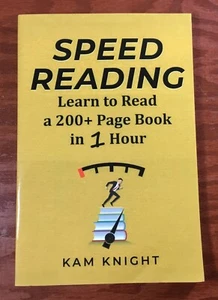 SPEED
READING
Learn to Read
a 200+ Page Book
in 1 Hour
KAM KNIGHT